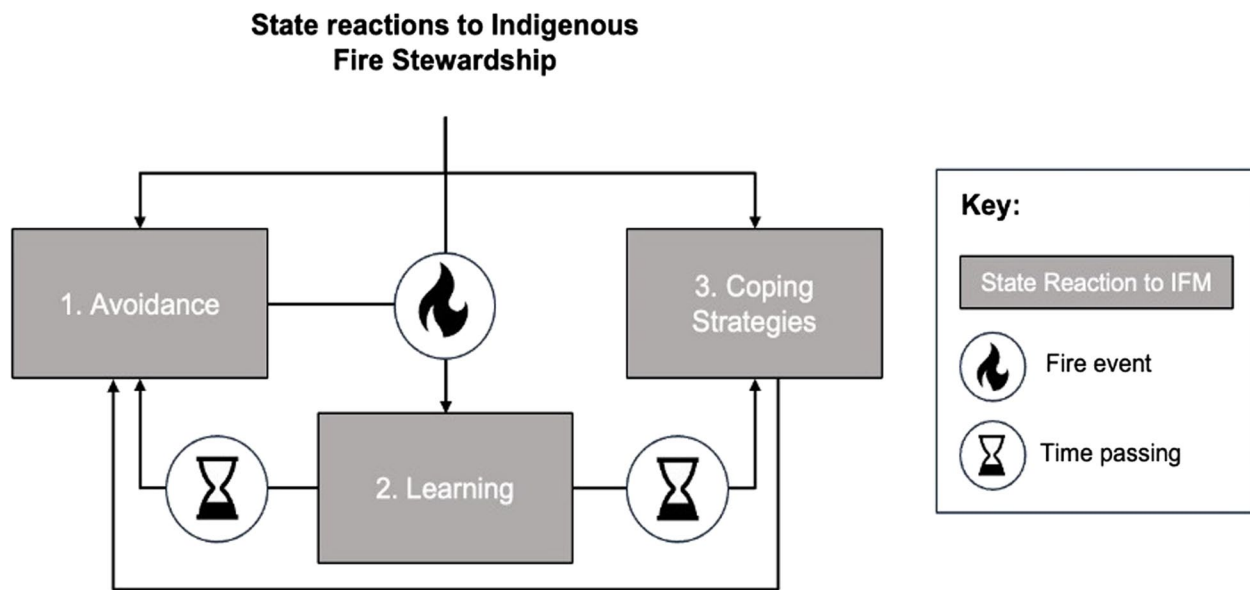 State reactions to Indigenous
Fire Stewardship
1. Avoidance
3. Coping
Strategies
2. Learning
Key:
State Reaction to IFM
Fire event
Time passing